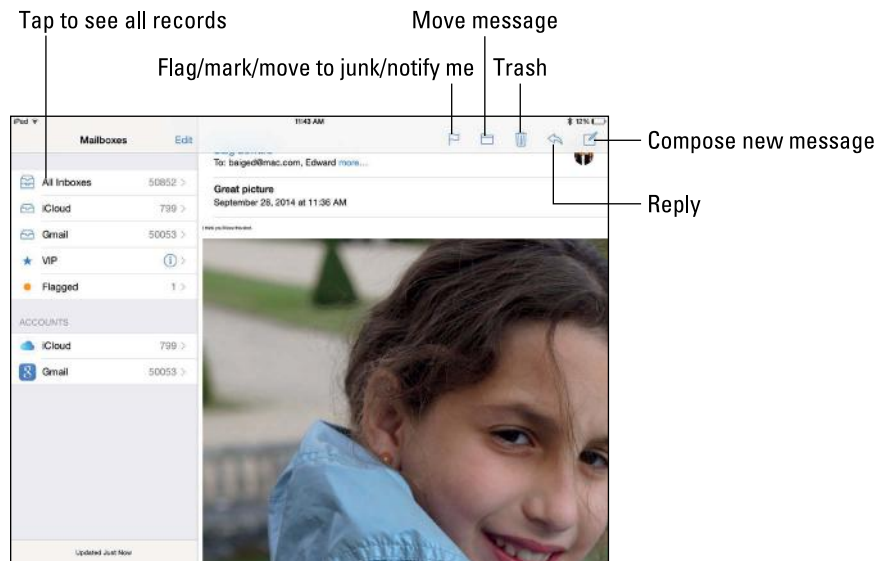 Tap to see all records
Move message
Flag/mark/move to junk/notify me
Trash
Compose new message
Reply
iPad
11:43 AM
12%
Mailboxes
Edit
To: baiged@mac.com, Edward more...
Great picture
September 28, 2014 at 11:36 AM
All Inboxes 50852
iCloud 799
Gmail 50053
VIP
Flagged 1
ACCOUNTS
iCloud 799
Gmail 50053
Updated Just Now